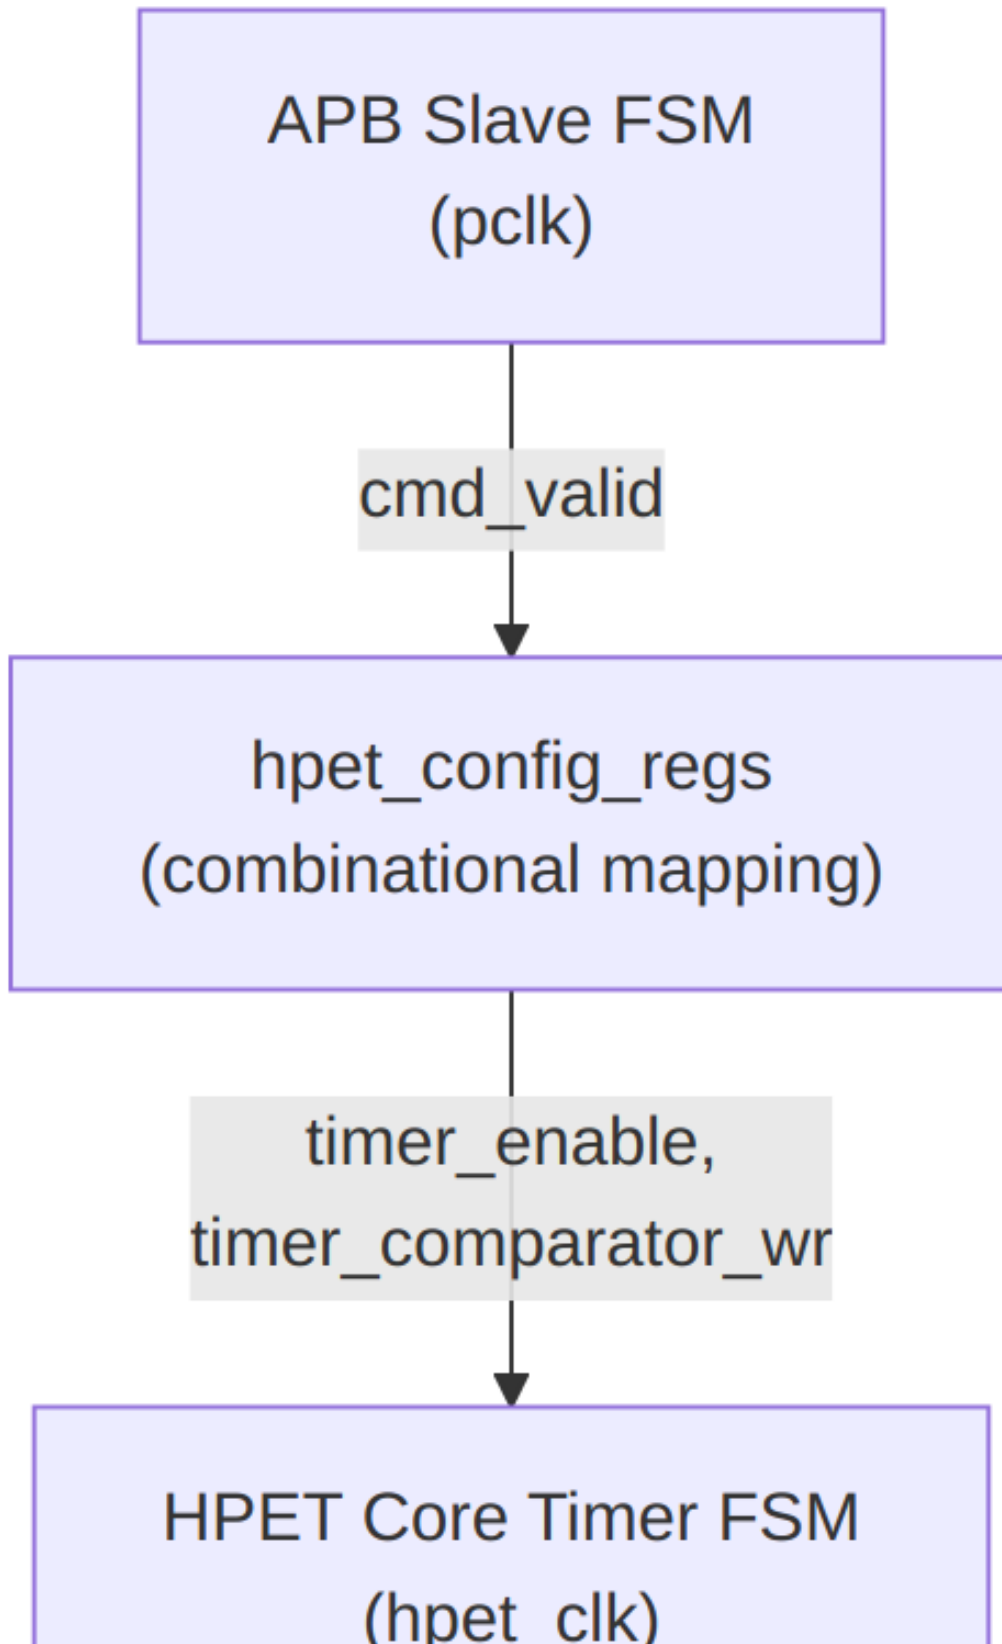 APB Slave FSM
(pclk)
cmd_valid
hpet_config_regs
(combinational mapping)
timer_enable,
timer_comparator_wr
HPET Core Timer FSM
(hpet_clk)